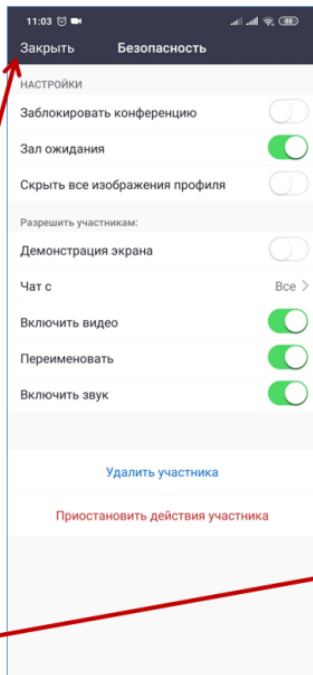 11:03
Закрыть Безопасность
НАСТРОЙКИ
Заблокировать конференцию
Зал ожидания
Скрыть все изображения профиля
Разрешить участникам:
Демонстрация экрана
Чат с Все >
Включить видео
Переименовать
Включить звук
Удалить участника
Приостановить действия участника